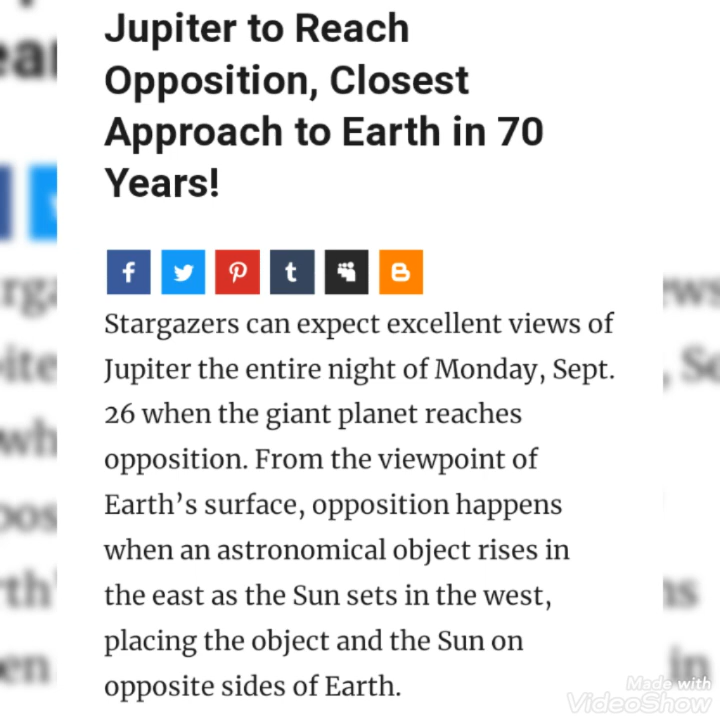 Jupiter to Reach
Opposition, Closest
Approach to Earth in 70
Years!
Stargazers can expect excellent views of
Jupiter the entire night of Monday, Sept.
26 when the giant planet reaches
opposition. From the viewpoint of
Earth’s surface, opposition happens
when an astronomical object rises in
the east as the Sun sets in the west,
placing the object and the Sun on
opposite sides of Earth.
Made with
VideoShow